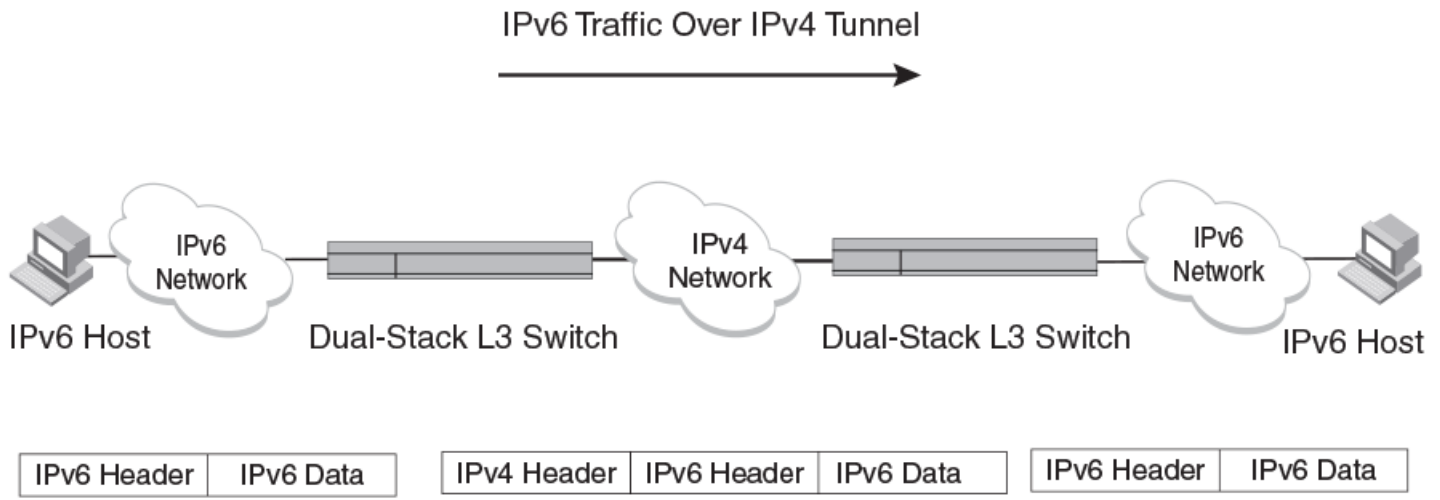 IPv6 Traffic Over IPv4 Tunnel
IPv6
Network
IPv4
Network
IPv6
Network
IPv6 Host
Dual-Stack L3 Switch
Dual-Stack L3 Switch
IPv6 Host
IPv6 Header
IPv6 Data
IPv4 Header
IPv6 Header
IPv6 Data
IPv6 Header
IPv6 Data